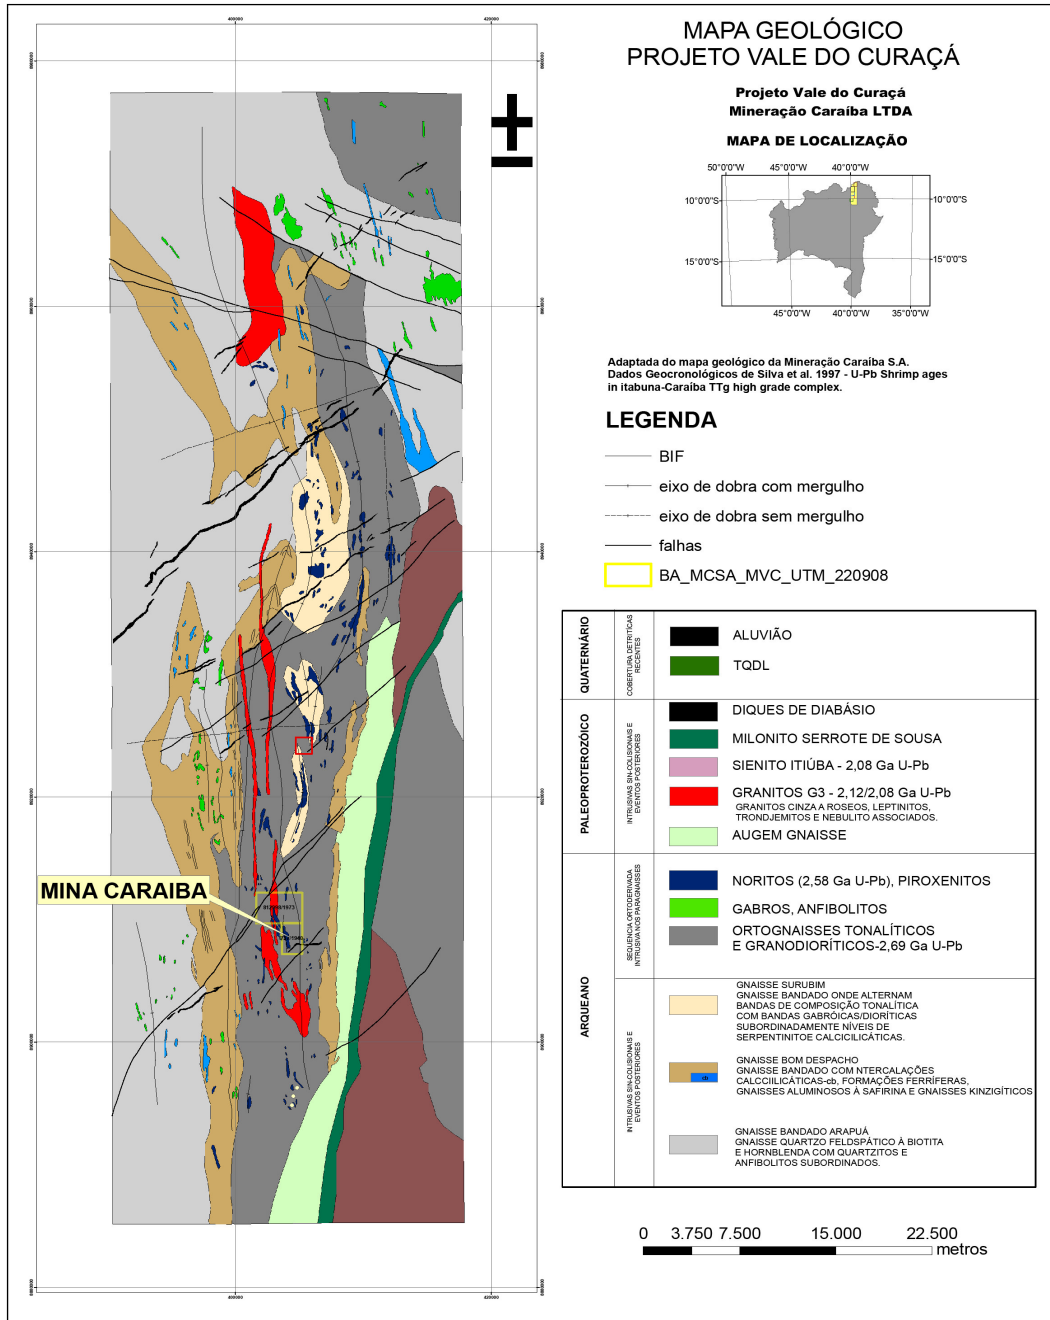 MAPA GEOLÓGICO
PROJETO VALE DO CURAÇÁ
Projeto Vale do Curaçá
Mineração Caraíba LTDA
MAPA DE LOCALIZAÇÃO
50°0'0"W 45°0'0"W 40°0'0"W
10°0'0"S 10°0'0"S
15°0'0"S 15°0'0"S
45°0'0"W 40°0'0"W 35°0'0"W
Adaptada do mapa geológico da Mineração Caraíba S.A.
Dados Geocronológicos de Silva et al. 1997 - U-Pb Shrimp ages
in itabuna-Caraíba TTg high grade complex.
LEGENDA
BIF
eixo de dobra com mergulho
eixo de dobra sem mergulho
falhas
BA_MCSA_MVC_UTM_220908
QUATERNÁRIO
COBERTURA DETRITÍCAS
RECENTES
ALUVIÃO
TQDL
PALEOPROTEROZÓICO
INTRUSIVAS SIN-COLISIONAIS E
EVENTOS POSTERIORES
DIQUES DE DIABÁSIO
MILONITO SERROTE DE SOUSA
SIENITO ITIÚBA - 2,08 Ga U-Pb
GRANITOS G3 - 2,12/2,08 Ga U-Pb
GRANITOS CINZA A ROSEOS, LEPTINITOS,
TRONDJEMITOS E NEBULITO ASSOCIADOS.
AUGEM GNAISSE
ARQUEANO
SEQUENCIA ORTODERIVADA
INTRUSIVA NOS PARAGNAISSES
NORITOS (2,58 Ga U-Pb), PIROXENITOS
GABROS, ANFIBOLITOS
ORTOGNAISSES TONALÍTICOS
E GRANODIORÍTICOS-2,69 Ga U-Pb
INTRUSIVAS SIN-COLISIONAIS E
EVENTOS POSTERIORES
GNAISSE SURUBIM
GNAISSE BANDADO ONDE ALTERNAM
BANDAS DE COMPOSIÇÃO TONALÍTICA
COM BANDAS GABRÓICAS/DIORÍTICAS
SUBORDINADAMENTE NÍVEIS DE
SERPENTINITOE CALCICILICÁTICAS.
cb
GNAISSE BOM DESPACHO
GNAISSE BANDADO COM NTERCALAÇÕES
CALCCIILICÁTICAS-cb, FORMAÇÕES FERRÍFERAS,
GNAISSES ALUMINOSOS À SAFIRINA E GNAISSES KINZIGÍTICOS
GNAISSE BANDADO ARAPUÁ
GNAISSE QUARTZO FELDSPÁTICO À BIOTITA
E HORNBLENDA COM QUARTZITOS E
ANFIBOLITOS SUBORDINADOS.
0 3.750 7.500 15.000 22.500
metros
MINA CARAIBA
400000 420000
400000 420000